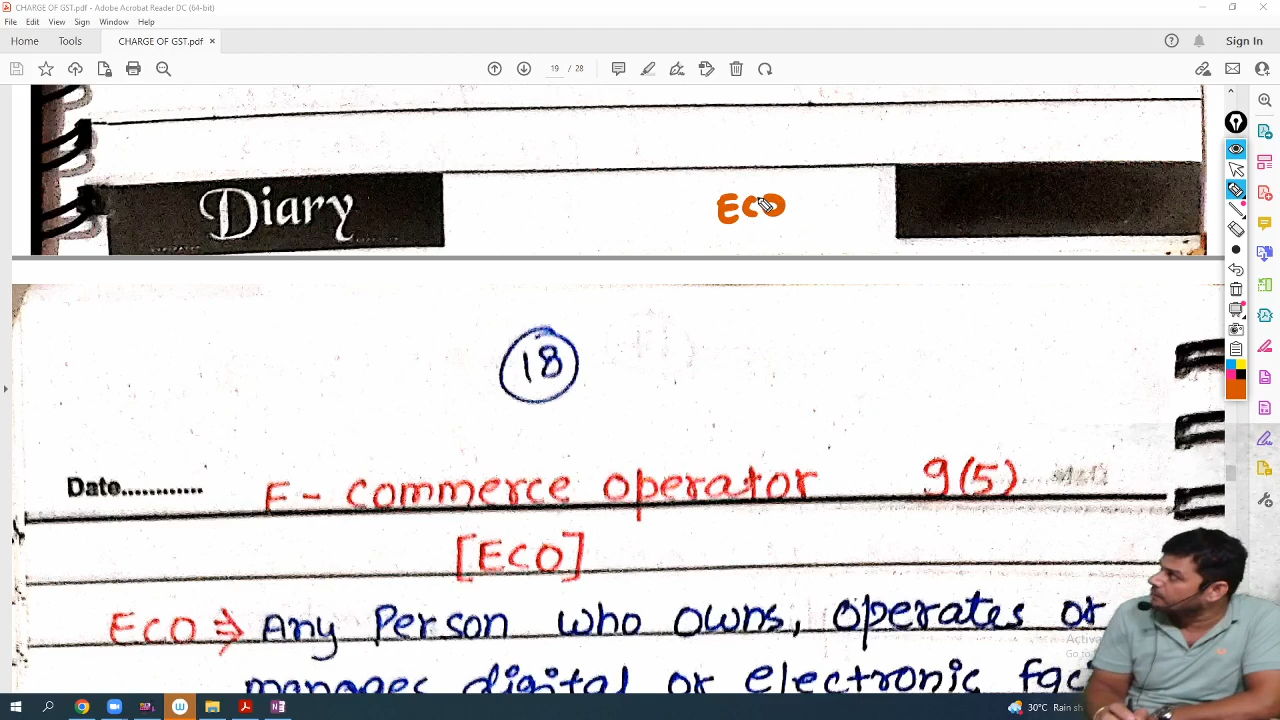 CHARGE OF GST.pdf - Adobe Acrobat Reader DC (64-bit)
File Edit View Sign Window Help
Home Tools CHARGE OF GST.pdf × Sign In
19 / 28
Diary ECO
18
Date............ E - commerce operator 9(5)
[ECO]
ECO ⇒ Any Person who owns, operates or
manages digital or electronic
30°C Rain